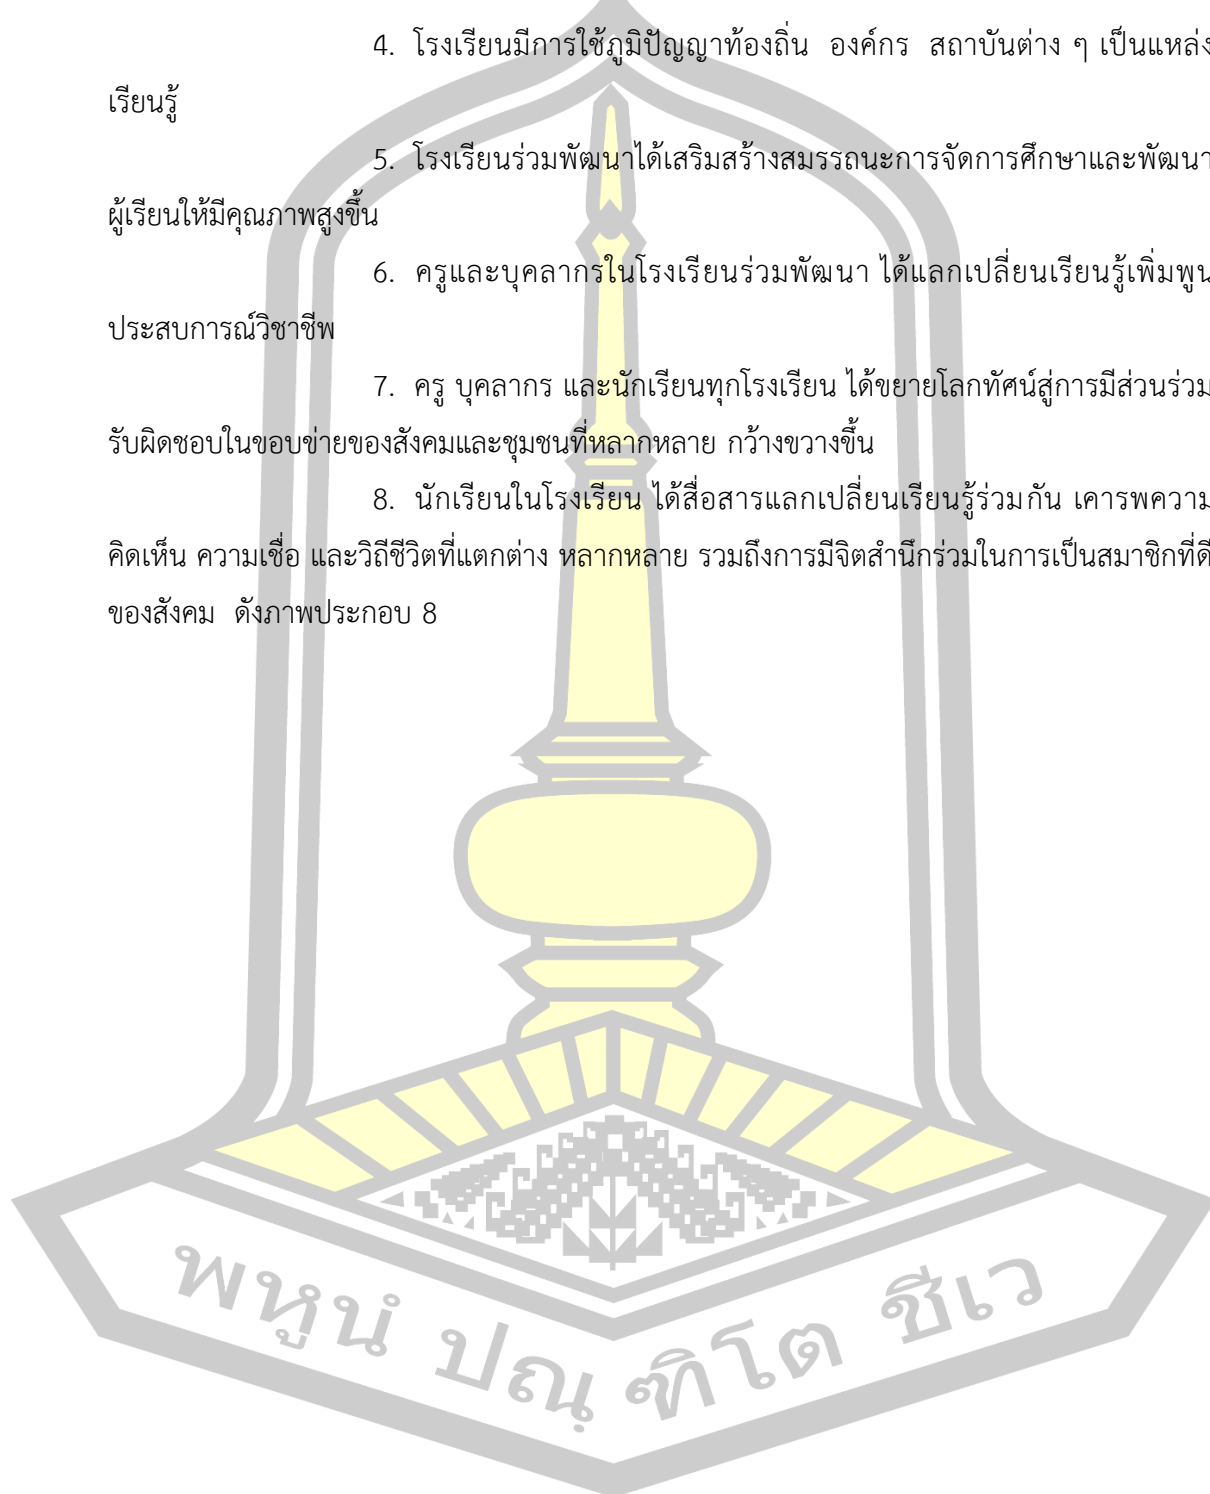 4. โรงเรียนมีการใช้ภูมิปัญญาท้องถิ่น องค์กร สถาบันต่าง ๆ เป็นแหล่ง
เรียนรู้
5. โรงเรียนร่วมพัฒนาได้เสริมสร้างสมรรถนะการจัดการศึกษาและพัฒนา
ผู้เรียนให้มีคุณภาพสูงขึ้น
6. ครูและบุคลากรในโรงเรียนร่วมพัฒนา ได้แลกเปลี่ยนเรียนรู้เพิ่มพูน
ประสบการณ์วิชาชีพ
7. ครู บุคลากร และนักเรียนทุกโรงเรียน ได้ขยายโลกทัศน์สู่การมีส่วนร่วม
รับผิดชอบในขอบข่ายของสังคมและชุมชนที่หลากหลาย กว้างขวางขึ้น
8. นักเรียนในโรงเรียน ได้สื่อสารแลกเปลี่ยนเรียนรู้ร่วมกัน เคารพความ
คิดเห็น ความเชื่อ และวิถีชีวิตที่แตกต่าง หลากหลาย รวมถึงการมีจิตสำนึกร่วมในการเป็นสมาชิกที่ดี
ของสังคม ดังภาพประกอบ 8
พหูนํ ปณฺฑิโต ชีเว